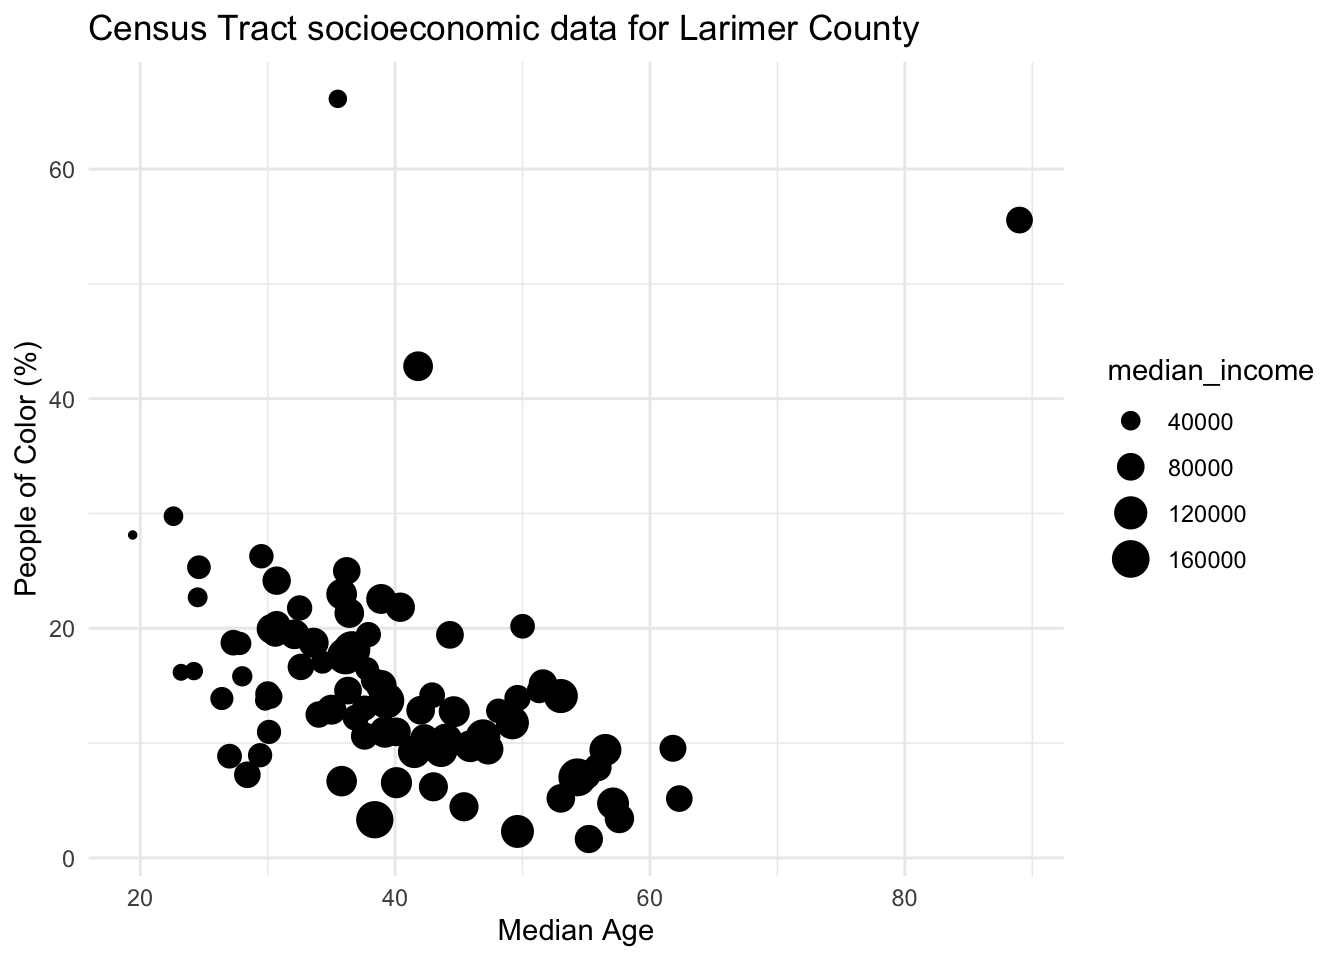 Census Tract socioeconomic data for Larimer County
60
40
20
0
People of Color (%)
20 40 60 80
Median Age
median_income
40000
80000
120000
160000